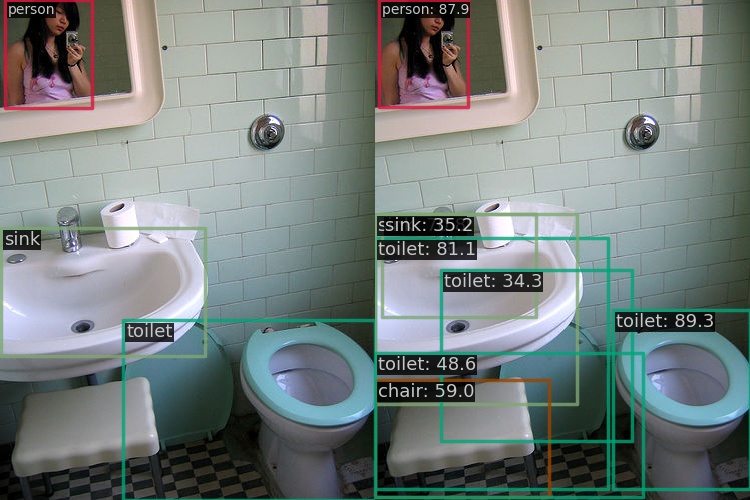 person
sink
toilet
person: 87.9
sink: 35.2
toilet: 81.1
toilet: 34.3
toilet: 89.3
toilet: 48.6
chair: 59.0